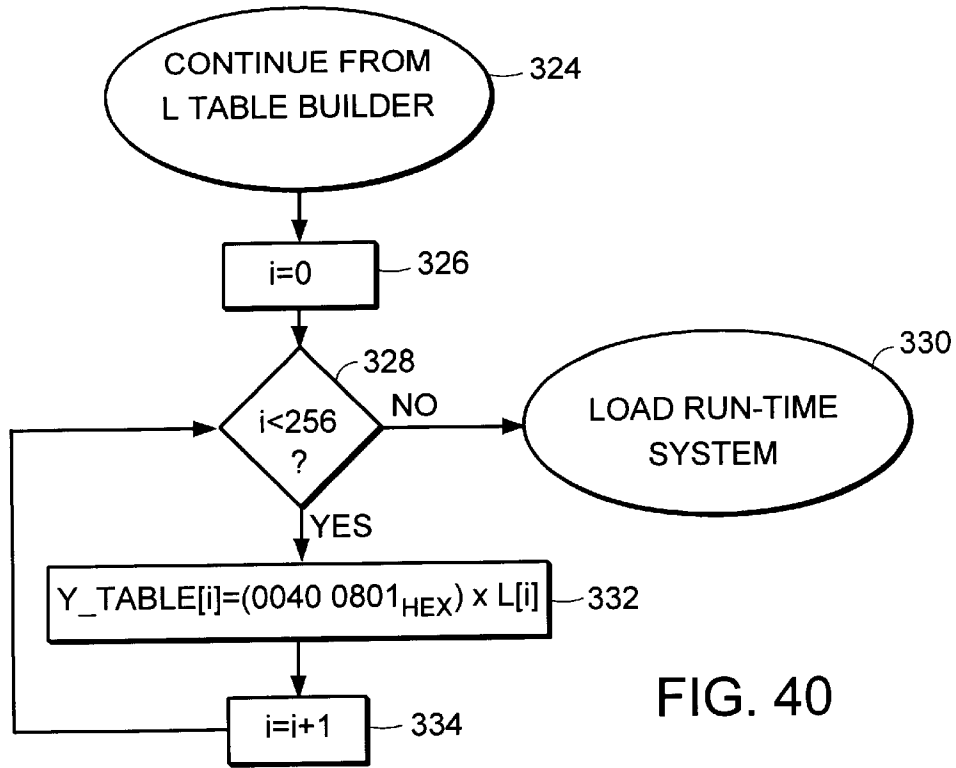 CONTINUE FROM
L TABLE BUILDER
324
i=0
326
328
i<256
?
NO
330
LOAD RUN-TIME
SYSTEM
YES
Y_TABLE[i]=(0040 0801HEX) x L[i]
332
i=i+1
334
FIG. 40